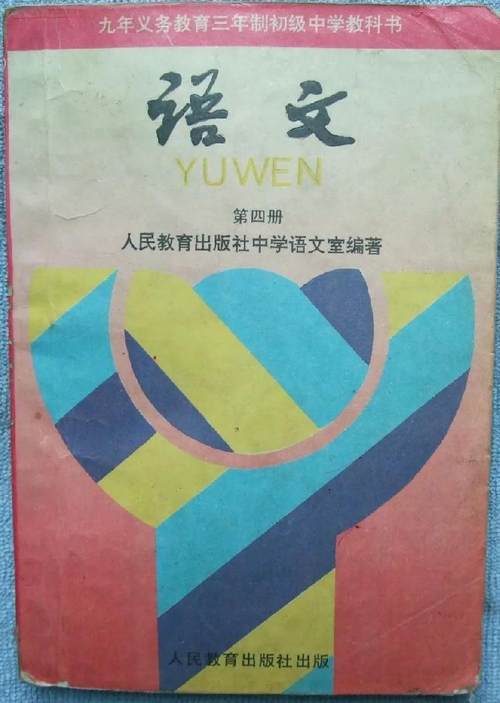 九年义务教育三年制初级中学教科书
语文
YUWEN
第四册
人民教育出版社中学语文室编著
人民教育出版社出版